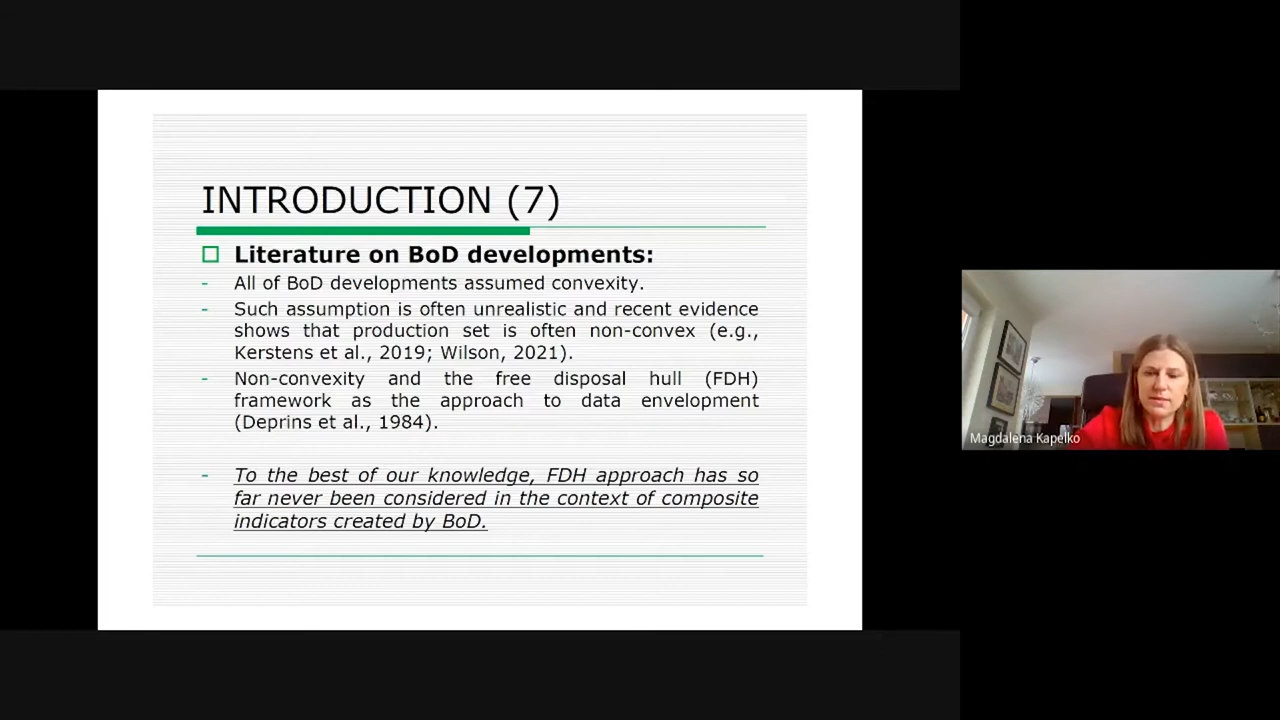 INTRODUCTION (7)
Literature on BoD developments:
- All of BoD developments assumed convexity.
- Such assumption is often unrealistic and recent evidence
shows that production set is often non-convex (e.g.,
Kerstens et al., 2019; Wilson, 2021).
- Non-convexity and the free disposal hull (FDH)
framework as the approach to data envelopment
(Deprins et al., 1984).
- To the best of our knowledge, FDH approach has so
far never been considered in the context of composite
indicators created by BoD.
Magdalena Kapelko